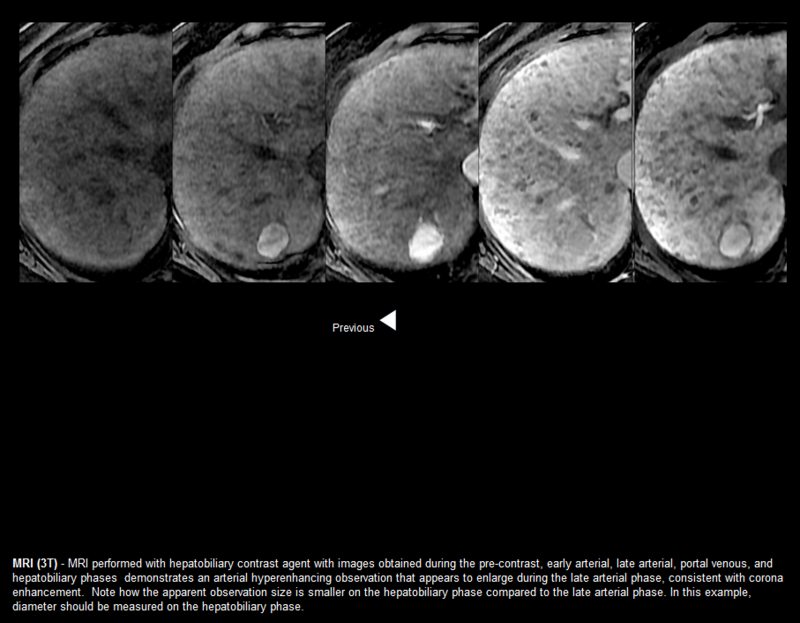 Previous
MRI (3T) - MRI performed with hepatobiliary contrast agent with images obtained during the pre-contrast, early arterial, late arterial, portal venous, and
hepatobiliary phases  demonstrates an arterial hyperenhancing observation that appears to enlarge during the late arterial phase, consistent with corona
enhancement.  Note how the apparent observation size is smaller on the hepatobiliary phase compared to the late arterial phase. In this example,
diameter should be measured on the hepatobiliary phase.